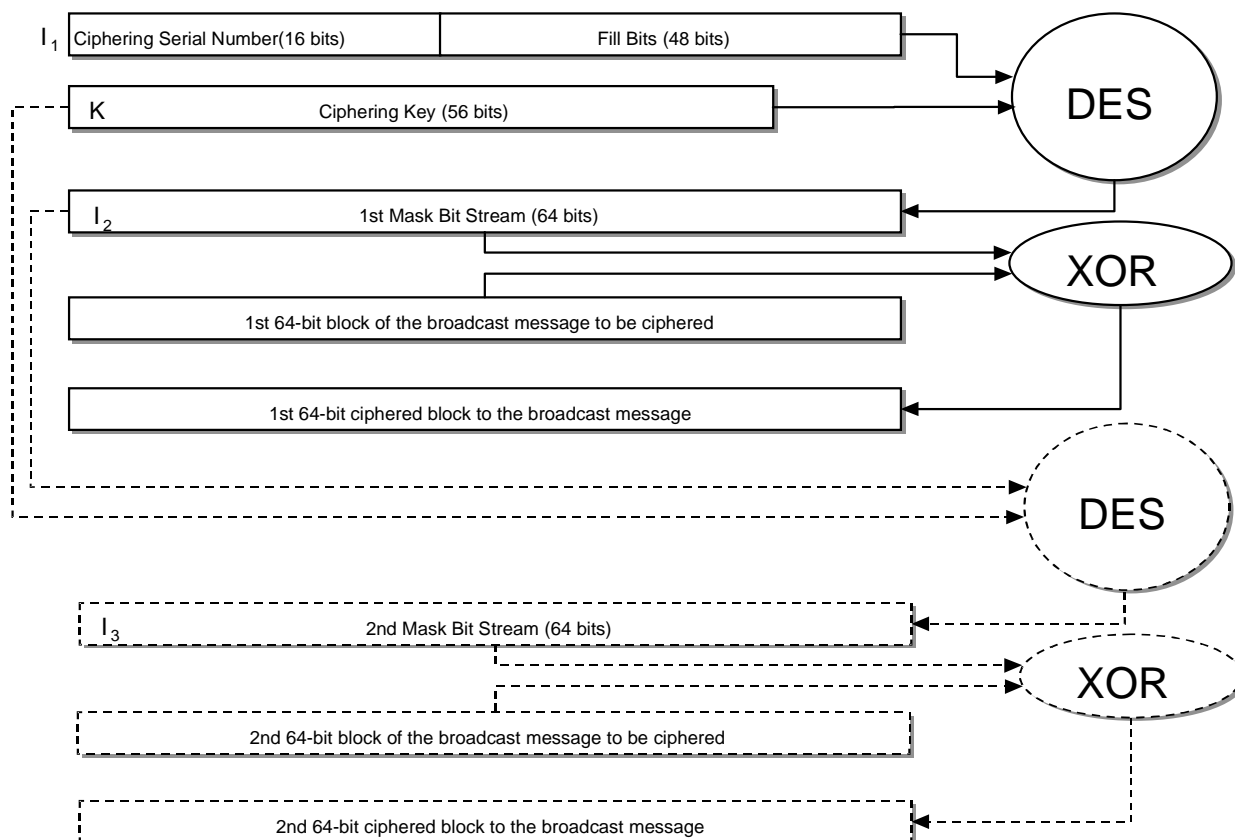 I1 Ciphering Serial Number(16 bits) Fill Bits (48 bits)
DES
K Ciphering Key (56 bits)
I2 1st Mask Bit Stream (64 bits)
XOR
1st 64-bit block of the broadcast message to be ciphered
1st 64-bit ciphered block to the broadcast message
DES
I3 2nd Mask Bit Stream (64 bits)
XOR
2nd 64-bit block of the broadcast message to be ciphered
2nd 64-bit ciphered block to the broadcast message